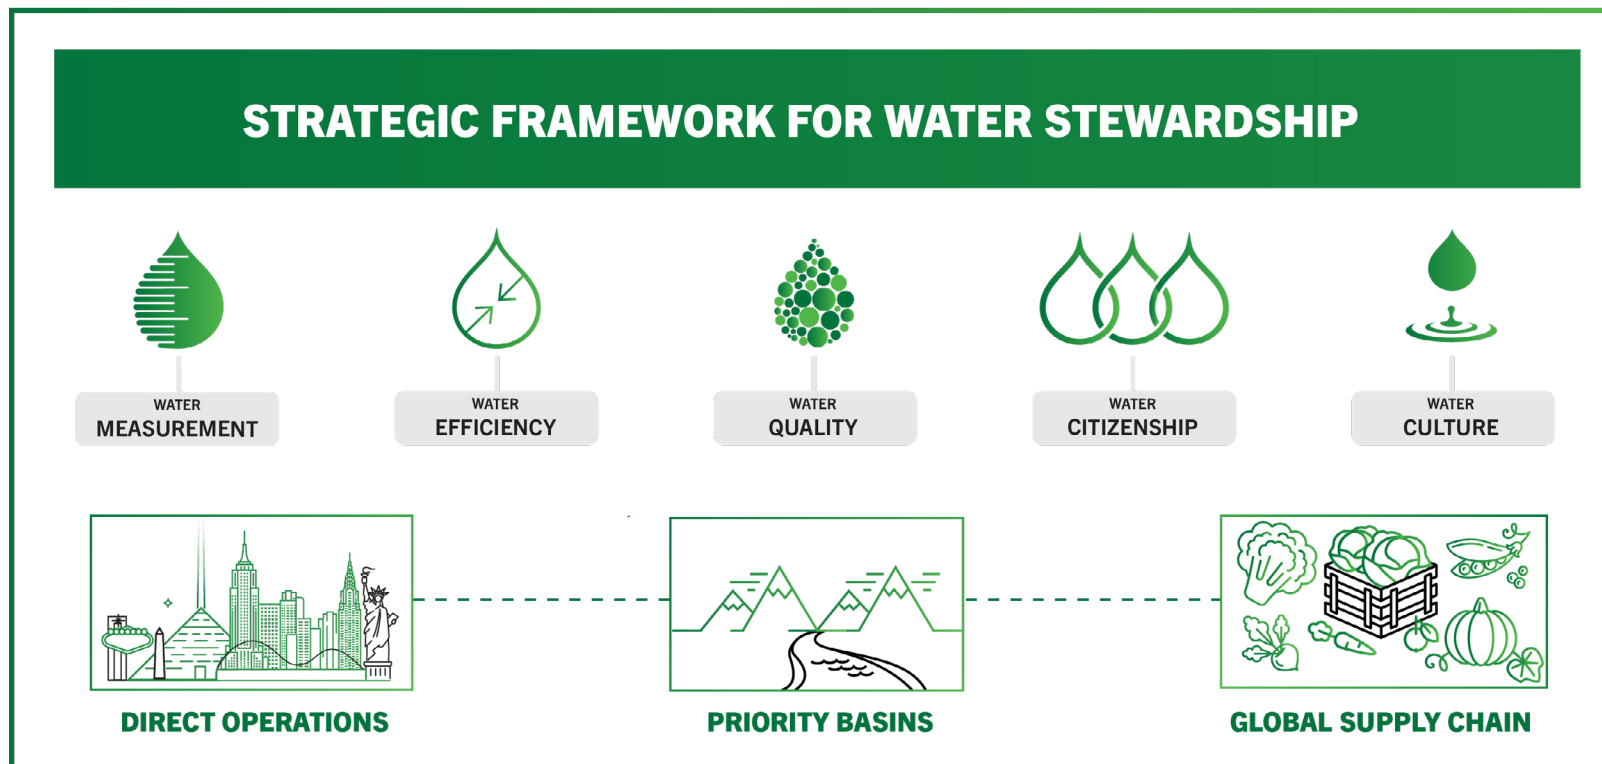 STRATEGIC FRAMEWORK FOR WATER STEWARDSHIP
WATER
MEASUREMENT
WATER
EFFICIENCY
WATER
QUALITY
WATER
CITIZENSHIP
WATER
CULTURE
DIRECT OPERATIONS
PRIORITY BASINS
GLOBAL SUPPLY CHAIN